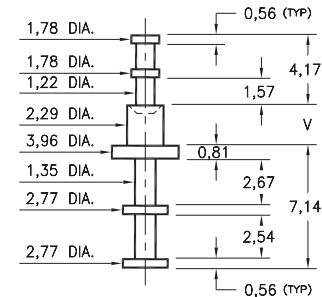 0,56 (TYP)
1,78 DIA.
4,17
1,78 DIA.
1,22 DIA.
1,57
2,29 DIA.
V
3,96 DIA.
0,81
1,35 DIA.
2,67
7,14
2,77 DIA.
2,54
2,77 DIA.
0,56 (TYP)